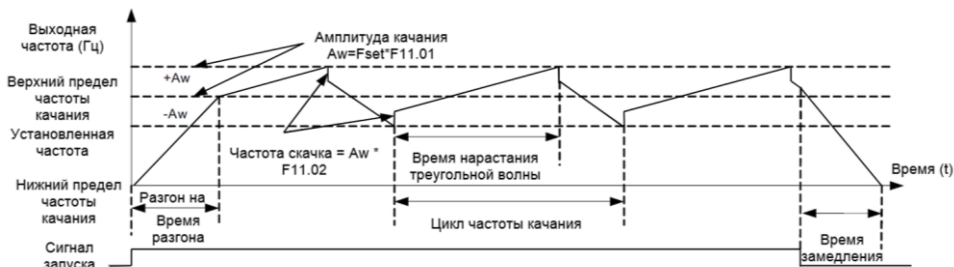 Выходная
частота (Гц)
Амплитуда качания
Aw=Fset*F11.01
+Aw
Верхний предел
частоты
качания
-Aw
Установленная
частота
Частота скачка = Aw *
F11.02
Время нарастания
треугольной волны
Время (t)
Нижний предел
частоты
качания
Разгон на
Время
разгона
Цикл частоты качания
Сигнал
запуска
Время
замедления